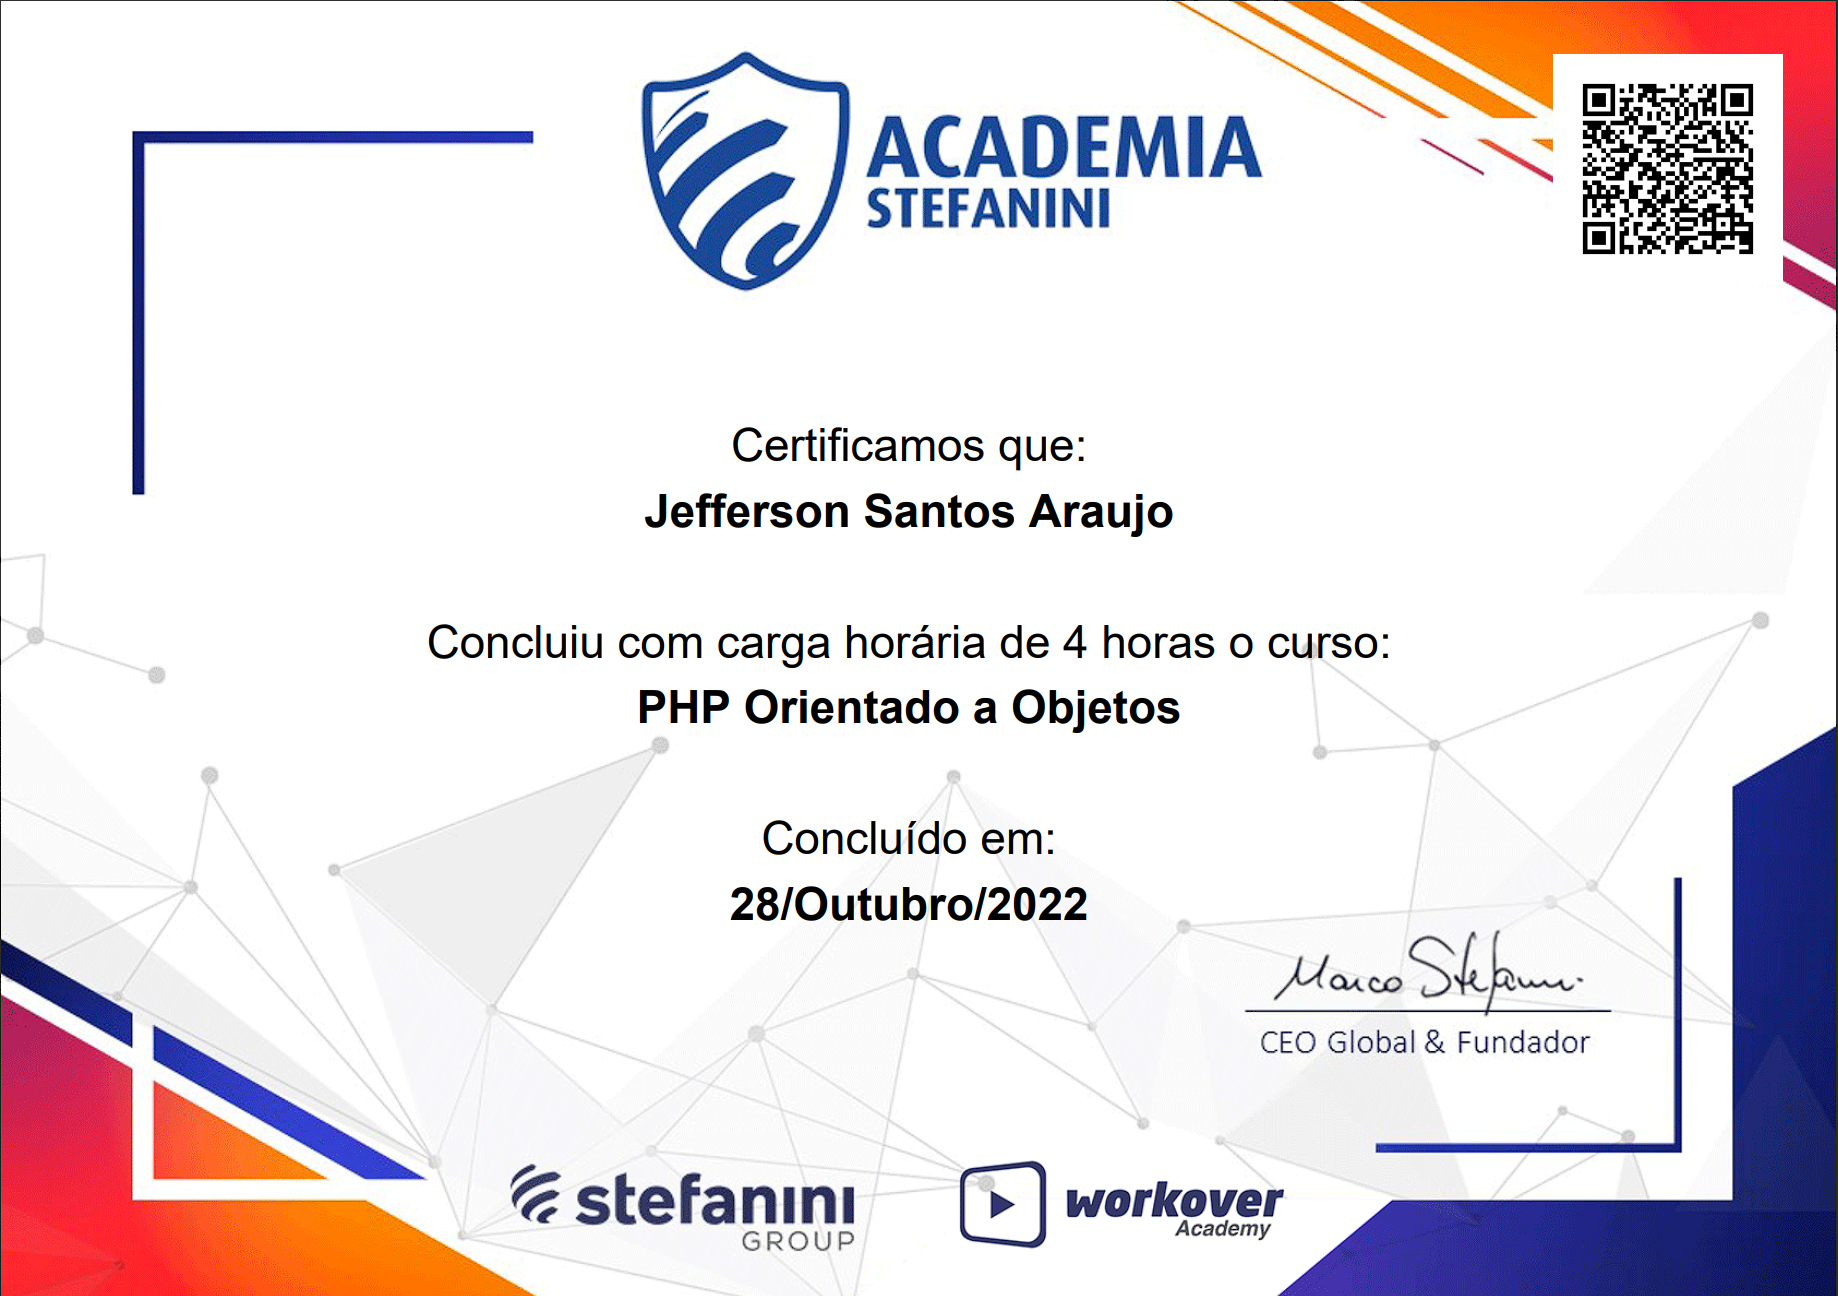 ACADEMIA
STEFANINI
Certificamos que:
Jefferson Santos Araujo
Concluiu com carga horária de 4 horas o curso:
PHP Orientado a Objetos
Concluído em:
28/Outubro/2022
Marco Stefanini
CEO Global & Fundador
stefanini
GROUP
workover
Academy